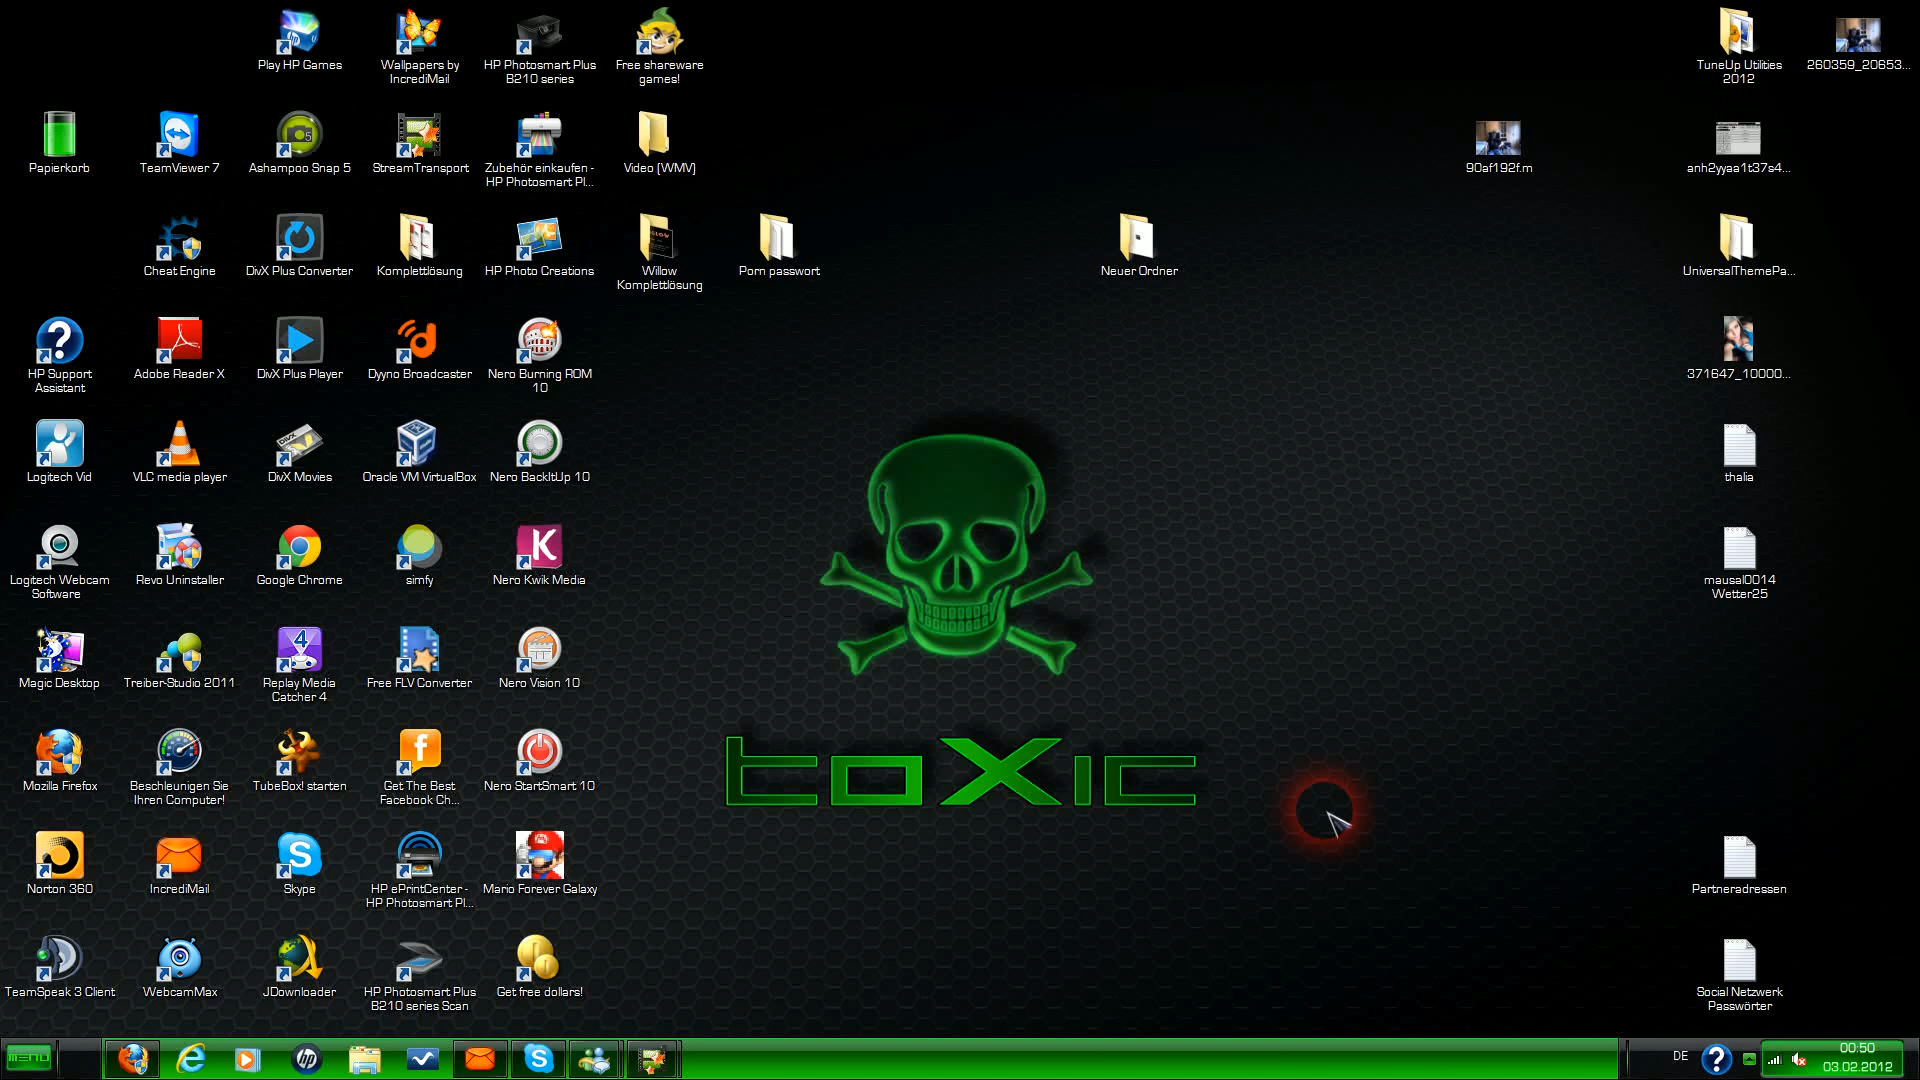 Play HP Games
Wallpapers by
IncrediMail
HP Photosmart Plus
B210 series
Free shareware
games!
TuneUp Utilities
2012
260359_20653...
Papierkorb
TeamViewer 7
Ashampoo Snap 5
StreamTransport
Zubehör einkaufen -
HP Photosmart Pl...
Video (WMV)
90af192f.m
anh2yyaa1t37s4...
Cheat Engine
DivX Plus Converter
Komplettlösung
HP Photo Creations
Willow
Komplettlösung
Porn passwort
Neuer Ordner
UniversalThemePa...
HP Support
Assistant
Adobe Reader X
DivX Plus Player
Dyyno Broadcaster
Nero Burning ROM
10
371647_10000...
Logitech Vid
VLC media player
DivX Movies
Oracle VM VirtualBox
Nero BackItUp 10
thalia
Logitech Webcam
Software
Revo Uninstaller
Google Chrome
simfy
Nero Kwik Media
mausal0014
Wetter25
Magic Desktop
Treiber-Studio 2011
Replay Media
Catcher 4
Free FLV Converter
Nero Vision 10
toxic
Mozilla Firefox
Beschleunigen Sie
Ihren Computer!
TubeBox! starten
Get The Best
Facebook Ch...
Nero StartSmart 10
Norton 360
IncrediMail
Skype
HP ePrintCenter -
HP Photosmart Pl...
Mario Forever Galaxy
Partneradressen
TeamSpeak 3 Client
WebcamMax
JDownloader
HP Photosmart Plus
B210 series Scan
Get free dollars!
Social Netzwerk
Passwörter
MENU
DE
00:50
03.02.2012